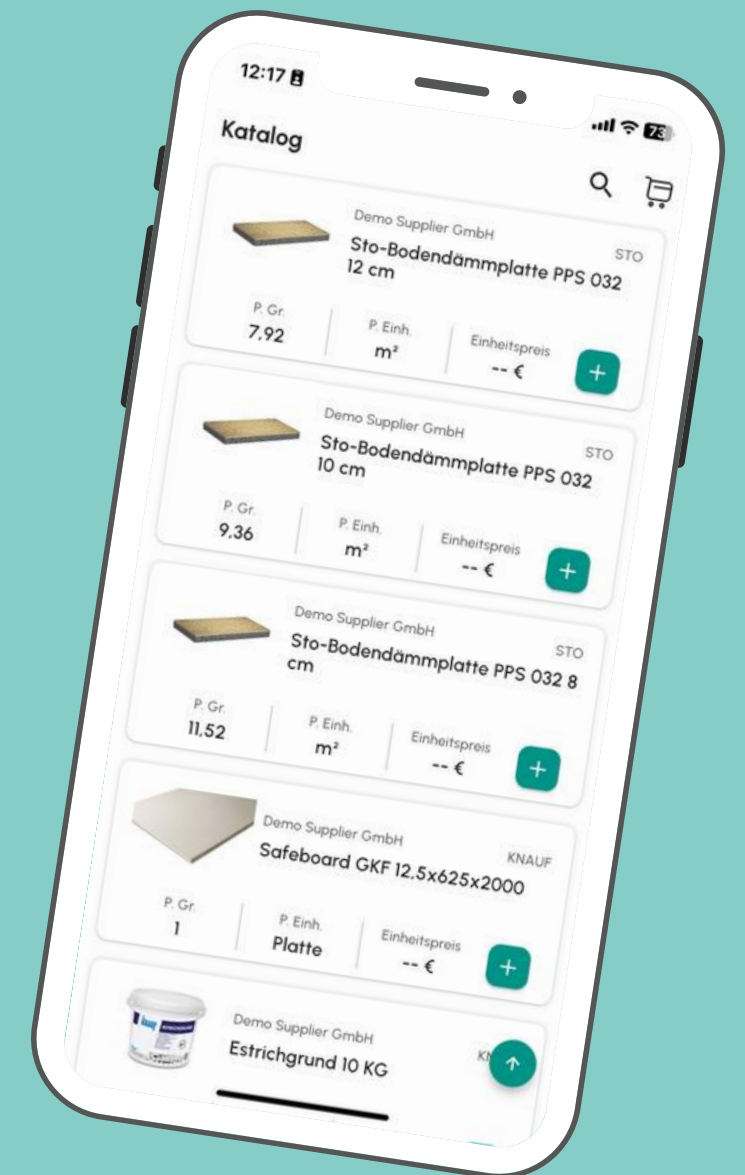 12:17
73
Katalog
Demo Supplier GmbH
STO
Sto-Bodendämmplatte PPS 032
12 cm
P. Gr.
7,92
P. Einh.
m²
Einheitspreis
-- €
Demo Supplier GmbH
STO
Sto-Bodendämmplatte PPS 032
10 cm
P. Gr.
9,36
P. Einh.
m²
Einheitspreis
-- €
Demo Supplier GmbH
STO
Sto-Bodendämmplatte PPS 032 8
cm
P. Gr.
11,52
P. Einh.
m²
Einheitspreis
-- €
Demo Supplier GmbH
KNAUF
Safeboard GKF 12,5x625x2000
P. Gr.
1
P. Einh.
Platte
Einheitspreis
-- €
Demo Supplier GmbH
Estrichgrund 10 KG